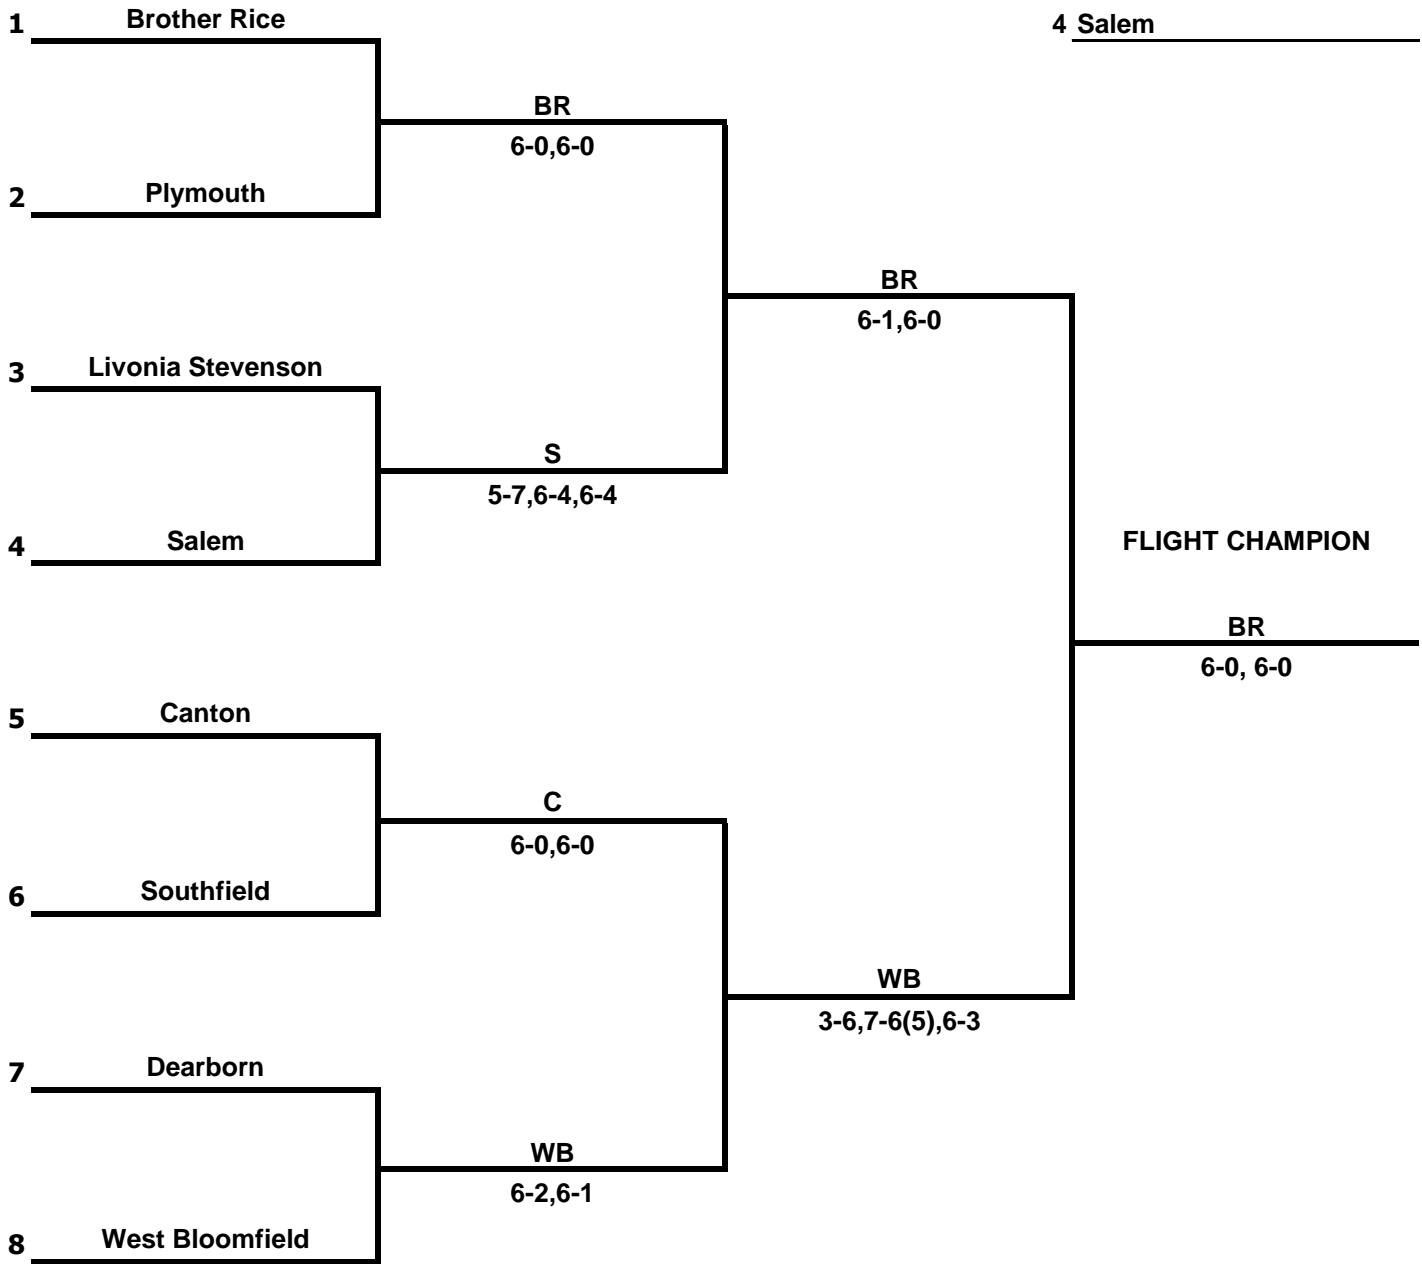 1 Brother Rice
4 Salem
BR
6-0,6-0
2 Plymouth
BR
6-1,6-0
3 Livonia Stevenson
S
5-7,6-4,6-4
4 Salem
FLIGHT CHAMPION
BR
6-0, 6-0
5 Canton
C
6-0,6-0
6 Southfield
WB
3-6,7-6(5),6-3
7 Dearborn
WB
6-2,6-1
8 West Bloomfield